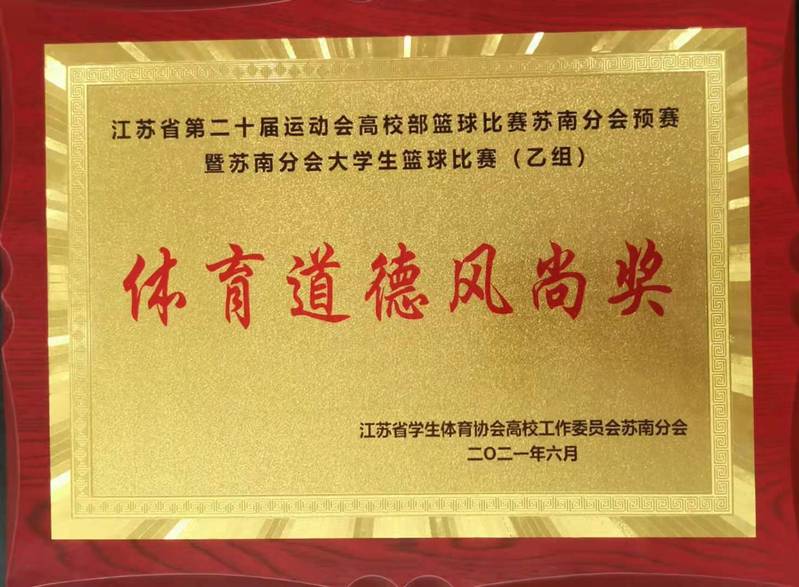 江苏省第二十届运动会高校部篮球比赛苏南分会预赛
暨苏南分会大学生篮球比赛（乙组）
体育道德风尚奖
江苏省学生体育协会高校工作委员会苏南分会
二〇二一年六月